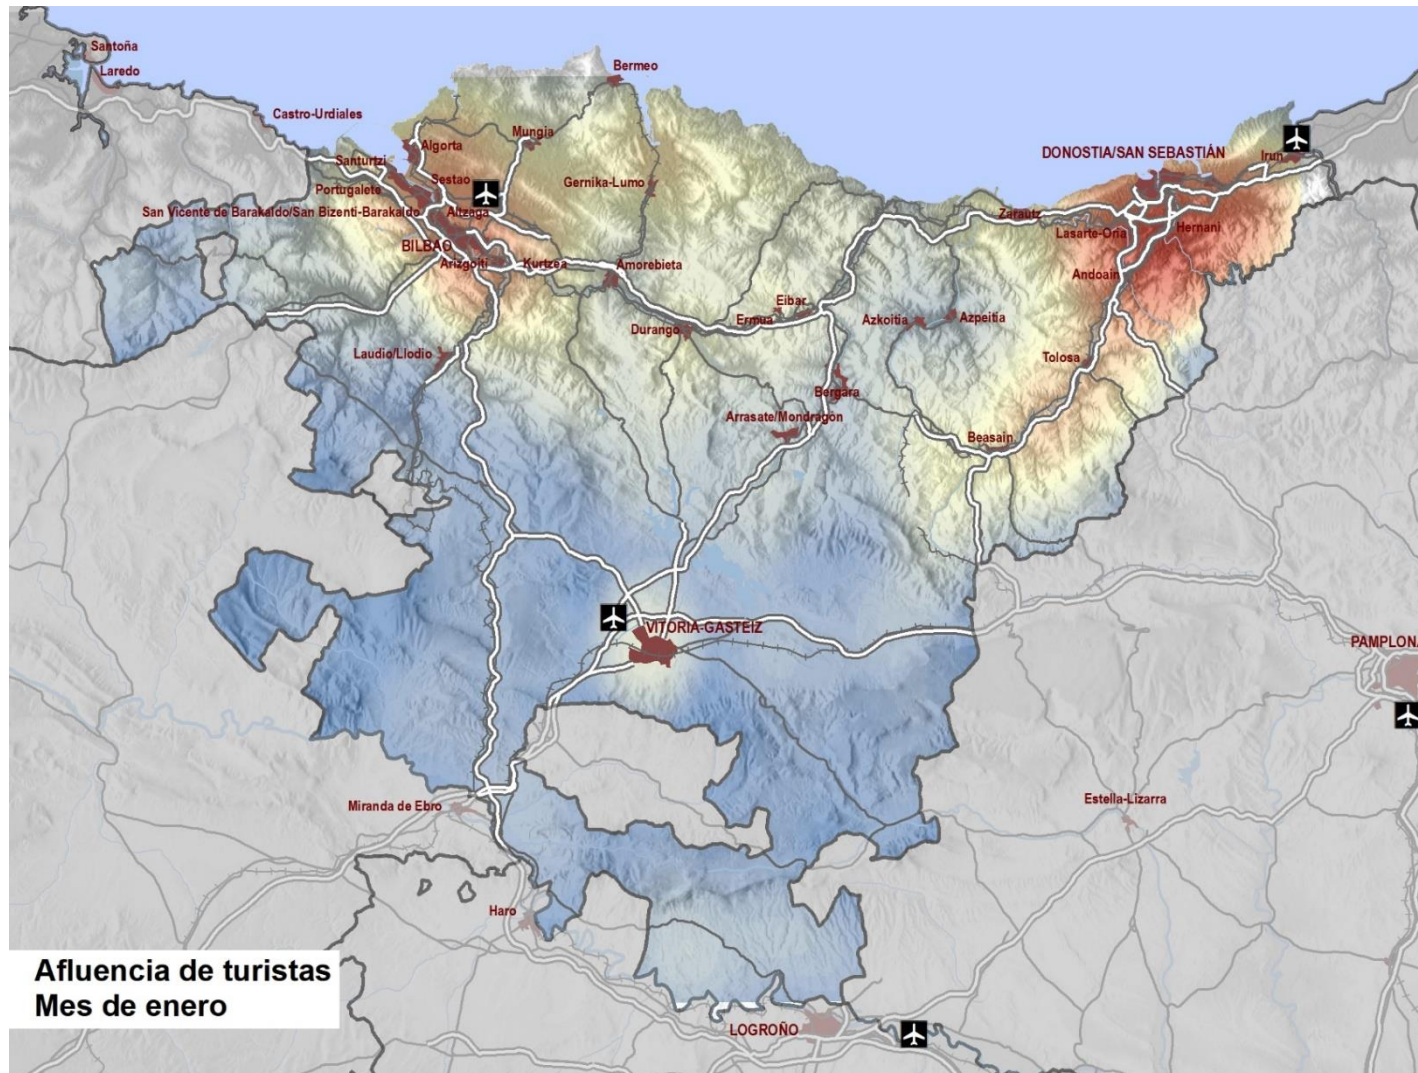 Santoña
Laredo
Bermeo
Castro-Urdiales
Mungia
Algorta
DONOSTIA/SAN SEBASTIÁN
Irun
Santurtzi
Sestao
Gernika-Lumo
Portugalete
San Vicente de Barakaldo/San Bizenti-Barakaldo
Altzaga
Zarautz
Lasarte-Oria
Hernani
BILBAO
Arizgoiti
Kurtzea
Amorebieta
Andoain
Eibar
Ermua
Azkoitia
Azpeitia
Durango
Laudio/Llodio
Tolosa
Bergara
Arrasate/Mondragón
Beasain
VITORIA-GASTEIZ
PAMPLONA
Miranda de Ebro
Estella-Lizarra
Haro
Afluencia de turistas
Mes de enero
LOGROÑO